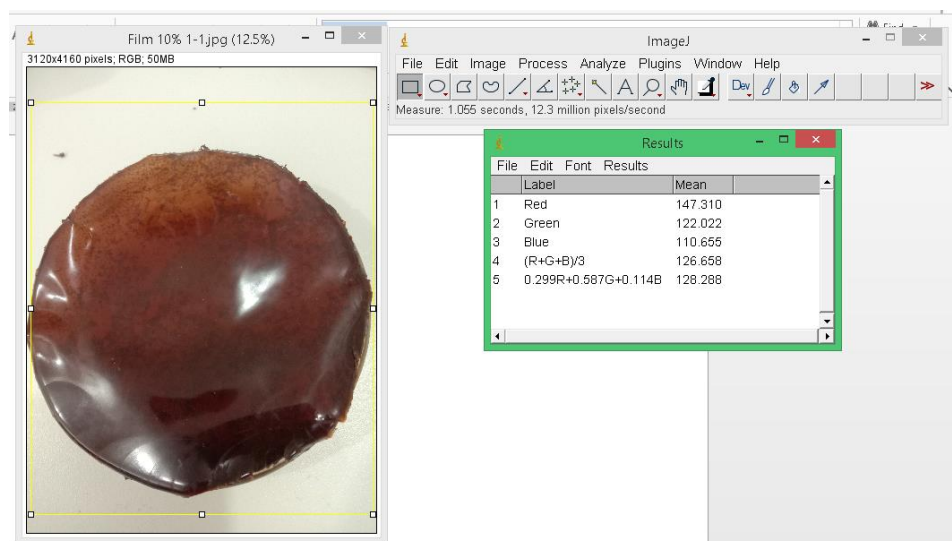 Film 10% 1-1.jpg (12.5%)
3120x4160 pixels; RGB; 50MB
ImageJ
File Edit Image Process Analyze Plugins Window Help
A Dev >>
Measure: 1.055 seconds, 12.3 million pixels/second
Results
File Edit Font Results
Label Mean
1 Red 147.310
2 Green 122.022
3 Blue 110.655
4 (R+G+B)/3 126.658
5 0.299R+0.587G+0.114B 128.288